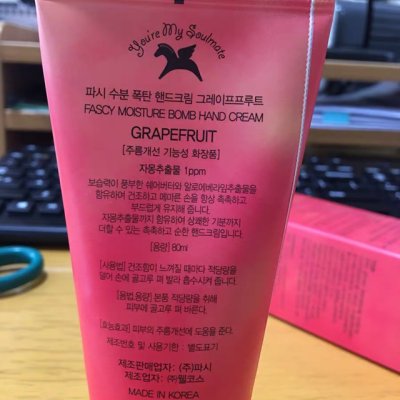 You're My Soulmate
파시 수분 폭탄 핸드크림 그레이프프루트
FASCY MOISTURE BOMB HAND CREAM
GRAPEFRUIT
[주름개선 기능성 화장품]
자몽추출물 1ppm
보습력이 풍부한 쉐어버터와 알로에베라잎추출물을
함유하여 건조하고 메마른 손을 항상 촉촉하고
부드럽게 유지해 줍니다.
자몽추출물까지 함유하여 상쾌한 기분까지
더할 수 있는 촉촉하고 순한 핸드크림입니다.
[용량] 80ml
[사용법] 건조함이 느껴질 때마다 적당량을
덜어 손에 골고루 펴 발라 흡수시켜 줍니다.
[용법,용량] 본품 적당량을 취해
피부에 골고루 펴 바른다.
[효능효과] 피부의 주름개선에 도움을 준다.
제조번호 및 사용기한 : 별도표기
제조판매업자: (주)파시
제조업자: ㈜웰코스
MADE IN KOREA